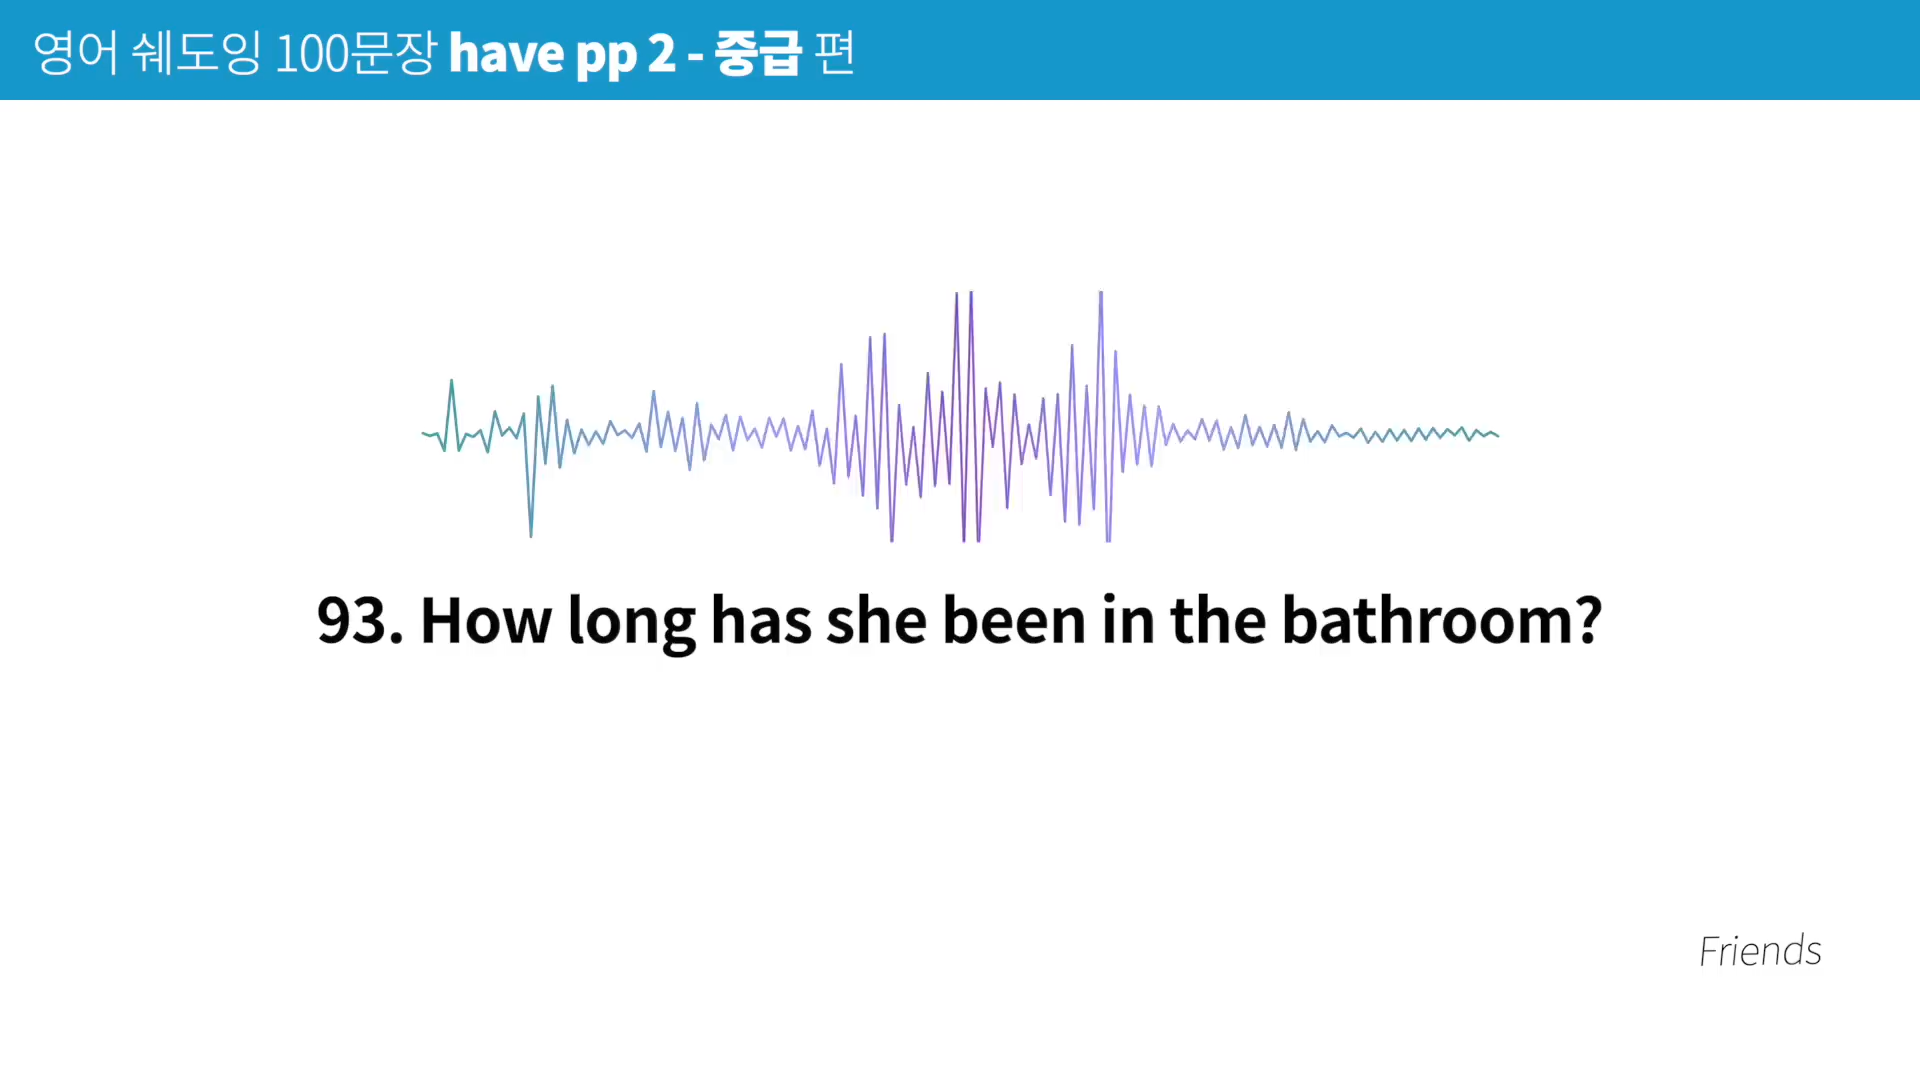 영어 쉐도잉 100문장 have pp 2 - 중급 편
93. How long has she been in the bathroom?
Friends